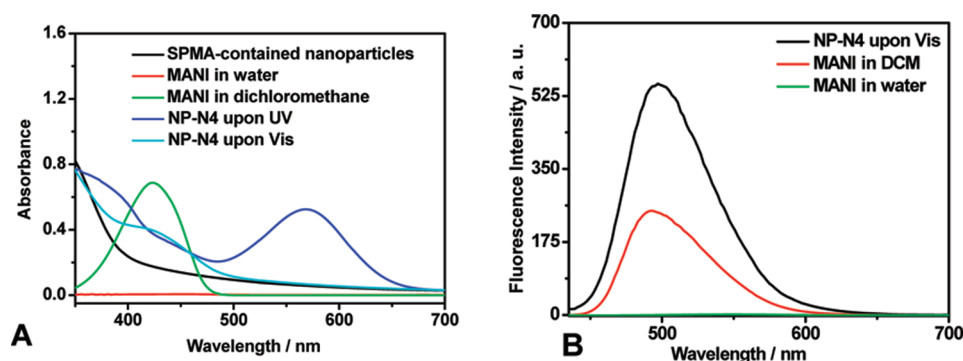 1.6
1.2
0.8
0.4
0.0
Absorbance
SPMA-contained nanoparticles
MANI in water
MANI in dichloromethane
NP-N4 upon UV
NP-N4 upon Vis
400
500
600
700
Wavelength / nm
A
700
525
350
175
0
Fluorescence Intensity / a. u.
NP-N4 upon Vis
MANI in DCM
MANI in water
500
600
700
Wavelength / nm
B